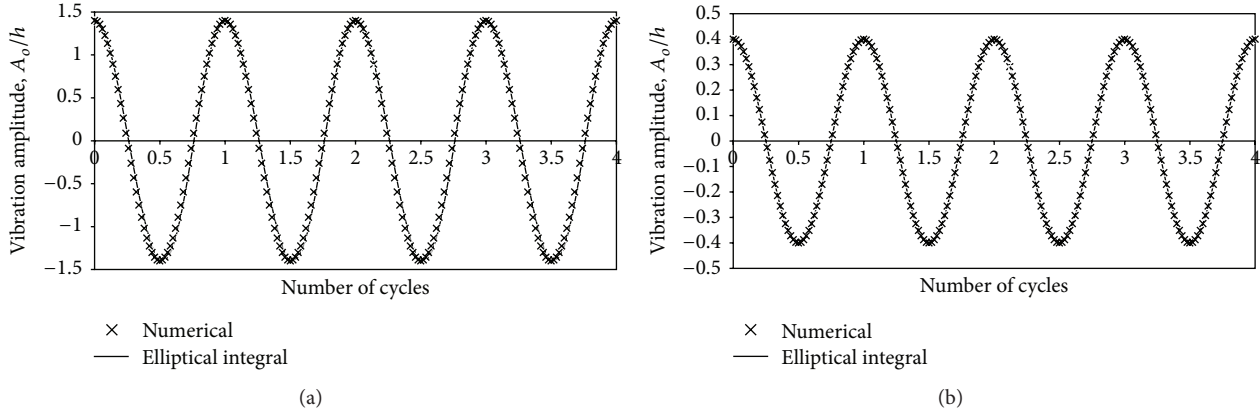 1.5
1
0.5
0
−0.5
−1
−1.5
Vibration amplitude, A_o/h
0 0.5 1 1.5 2 2.5 3 3.5 4
Number of cycles
× Numerical
— Elliptical integral
(a)
0.5
0.4
0.3
0.2
0.1
0
−0.1
−0.2
−0.3
−0.4
−0.5
Vibration amplitude, A_o/h
0 0.5 1 1.5 2 2.5 3 3.5 4
Number of cycles
× Numerical
— Elliptical integral
(b)